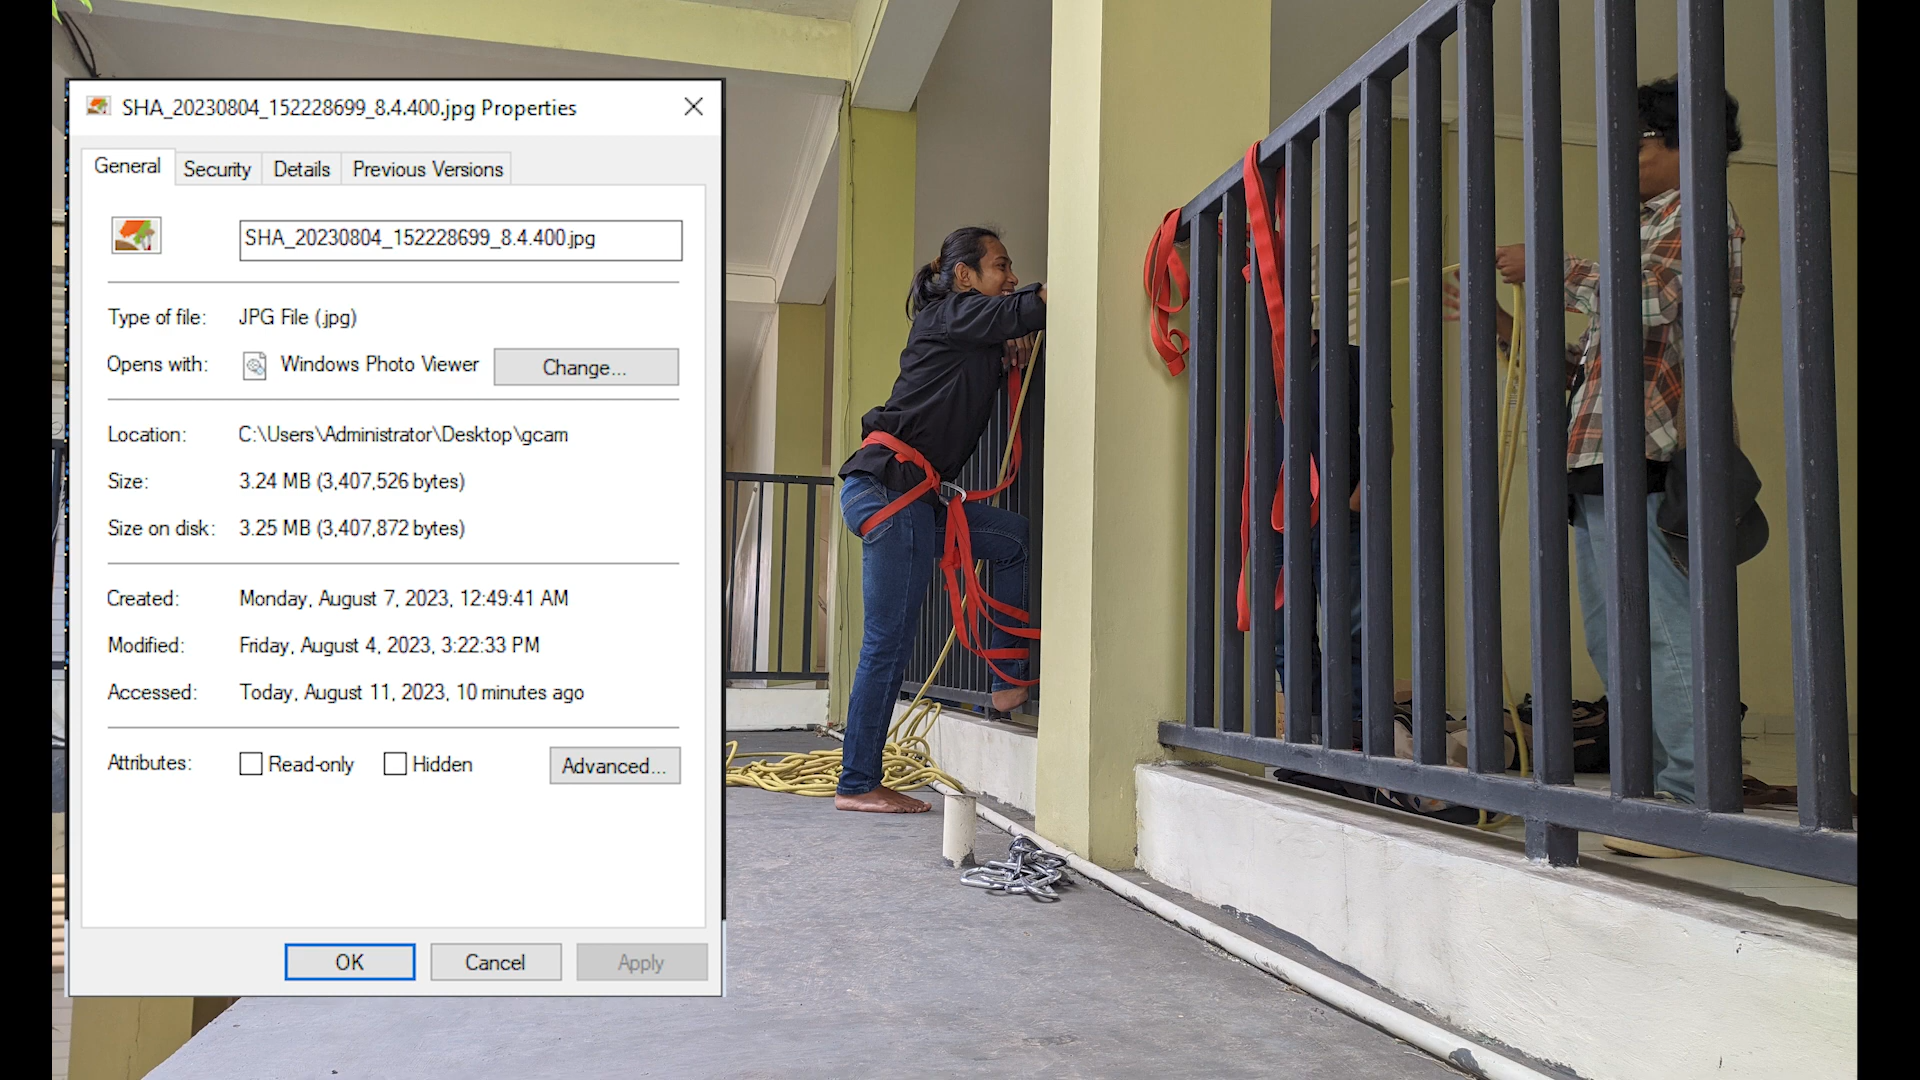 SHA_20230804_152228699_8.4.400.jpg Properties
General Security Details Previous Versions
SHA_20230804_152228699_8.4.400.jpg
Type of file: JPG File (.jpg)
Opens with: Windows Photo Viewer Change...
Location: C:\Users\Administrator\Desktop\gcam
Size: 3.24 MB (3,407,526 bytes)
Size on disk: 3.25 MB (3,407,872 bytes)
Created: Monday, August 7, 2023, 12:49:41 AM
Modified: Friday, August 4, 2023, 3:22:33 PM
Accessed: Today, August 11, 2023, 10 minutes ago
Attributes: Read-only Hidden Advanced...
OK Cancel Apply